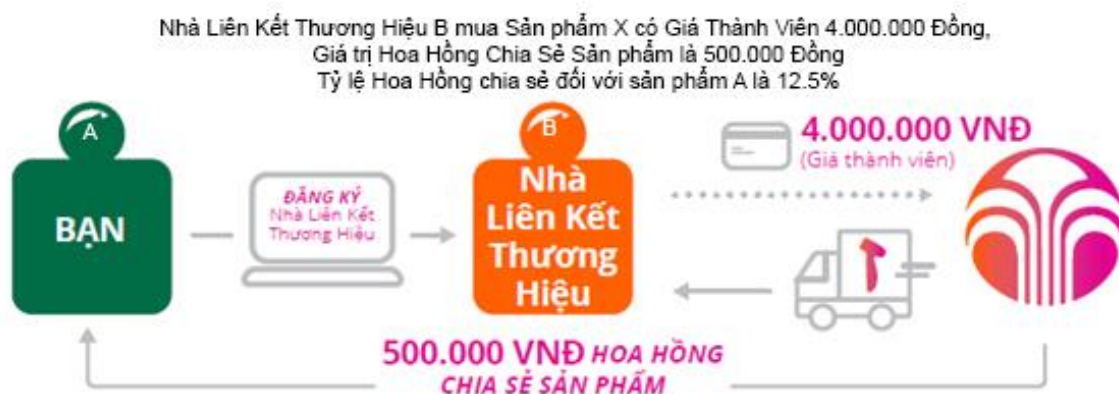 Nhà Liên Kết Thương Hiệu B mua Sản phẩm X có Giá Thành Viên 4.000.000 Đồng,
Giá trị Hoa Hồng Chia Sẻ Sản phẩm là 500.000 Đồng
Tỷ lệ Hoa Hồng chia sẻ đối với sản phẩm A là 12.5%
A
BẠN
ĐĂNG KÝ
Nhà Liên Kết
Thương Hiệu
B
Nhà
Liên Kết
Thương
Hiệu
4.000.000 VNĐ
(Giá thành viên)
500.000 VNĐ HOA HỒNG
CHIA SẺ SẢN PHẨM